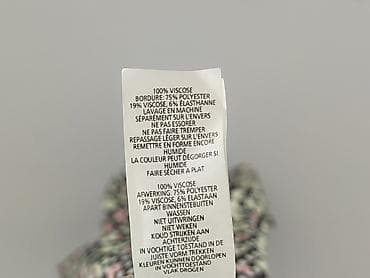 100% VISCOSE
BORDURE: 75% POLYESTER
19% VISCOSE, 6% ÉLASTHANNE
LAVAGE EN MACHINE
SÉPARÉMENT SUR L'ENVERS
NE PAS ESSORER
NE PAS FAIRE TREMPER
REPASSAGE LÉGER SUR L'ENVERS
REMETTRE EN FORME ENCORE
HUMIDE
LA COULEUR PEUT DÉGORGER SI
HUMIDE
FAIRE SÉCHER A PLAT
100% VISCOSE
AFWERKING: 75% POLYESTER
19% VISCOSE, 6% ELASTAAN
APART BINNENSTEBUITEN
WASSEN
NIET UITWRINGEN
NIET WEKEN
KOUD STRIJKEN AAN
ACHTERZIJDE
IN VOCHTIGE TOESTAND IN DE
JUISTE VORM TREKKEN
KLEUREN KUNNEN DOORLOPEN
IN VOCHTTOESTAND
VLAK DROGEN